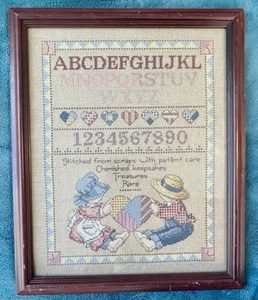 ABCDEFGHIJKL
MNOPQRSTUV
WXYZ
1234567890
Stitched from scraps with patient care
Cherished keepsakes
Treasures
Rare